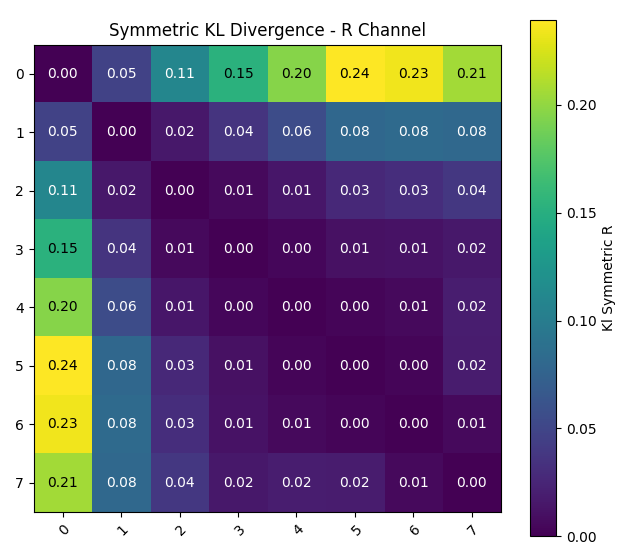 Symmetric KL Divergence - R Channel
0 0.00 0.05 0.11 0.15 0.20 0.24 0.23 0.21
1 0.05 0.00 0.02 0.04 0.06 0.08 0.08 0.08
2 0.11 0.02 0.00 0.01 0.01 0.03 0.03 0.04
3 0.15 0.04 0.01 0.00 0.00 0.01 0.01 0.02
4 0.20 0.06 0.01 0.00 0.00 0.00 0.01 0.02
5 0.24 0.08 0.03 0.01 0.00 0.00 0.00 0.02
6 0.23 0.08 0.03 0.01 0.01 0.00 0.00 0.01
7 0.21 0.08 0.04 0.02 0.02 0.02 0.01 0.00
0 1 2 3 4 5 6 7
0.20
0.15
0.10
0.05
0.00
Kl Symmetric R